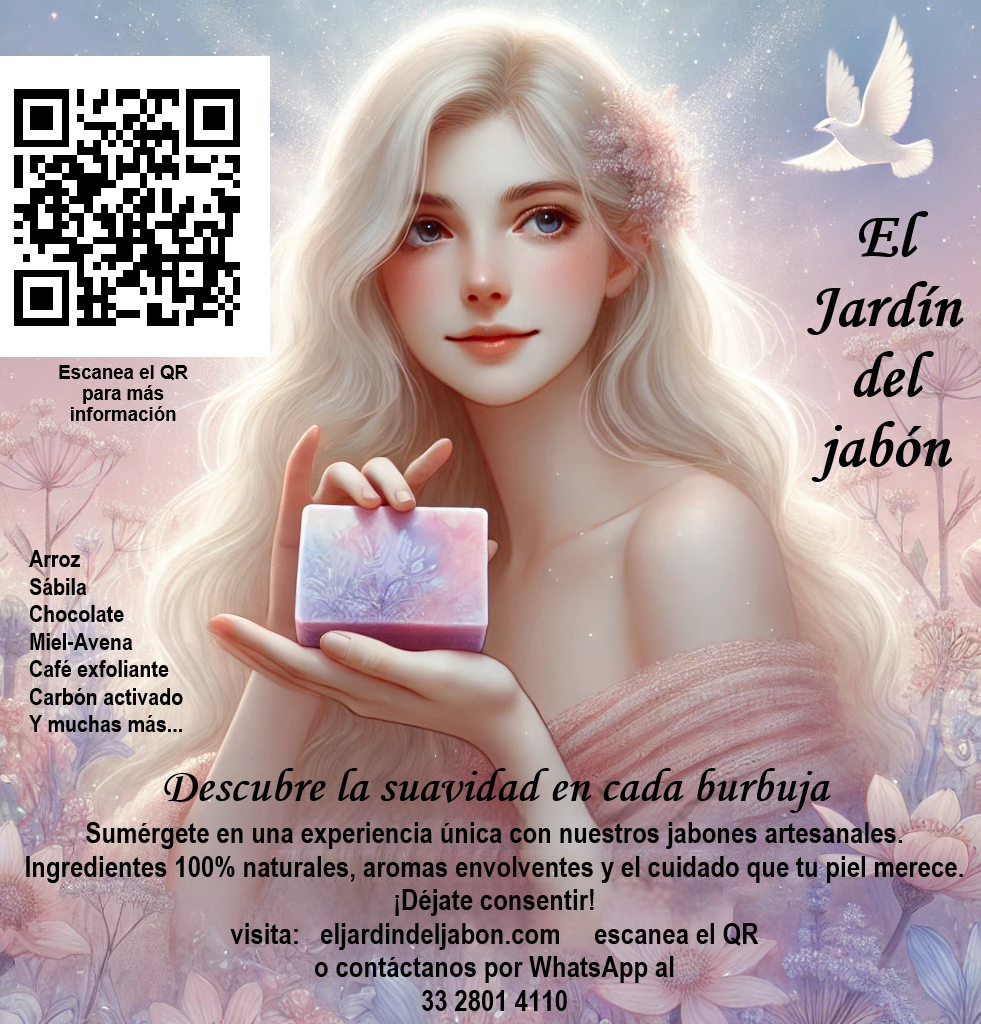 El
Jardín
del
jabón
Escanea el QR
para más
información
Arroz
Sábila
Chocolate
Miel-Avena
Café exfoliante
Carbón activado
Y muchas más...
Descubre la suavidad en cada burbuja
Sumérgete en una experiencia única con nuestros jabones artesanales.
Ingredientes 100% naturales, aromas envolventes y el cuidado que tu piel merece.
¡Déjate consentir!
visita: eljardindeljabon.com escanea el QR
o contáctanos por WhatsApp al
33 2801 4110